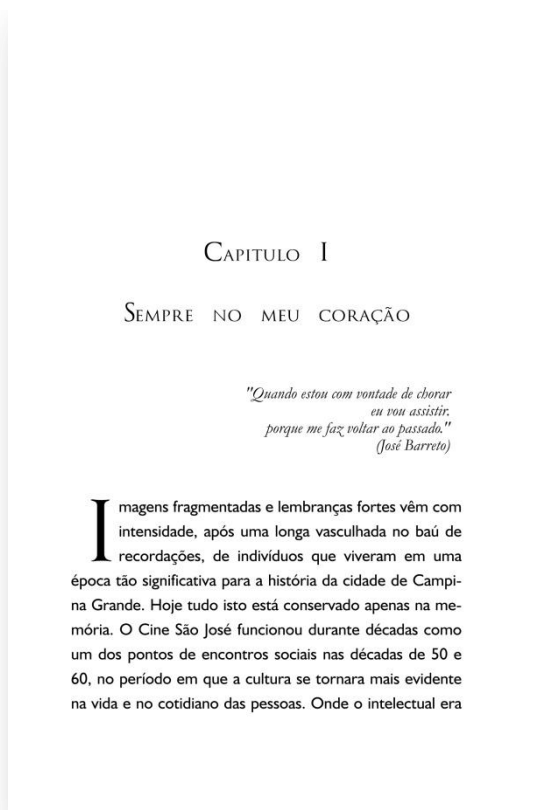 Capitulo I
Sempre no meu coração
"Quando estou com vontade de chorar
eu vou assistir.
porque me faz voltar ao passado."
(José Barreto)
Imagens fragmentadas e lembranças fortes vêm com
intensidade, após uma longa vasculhada no baú de
recordações, de indivíduos que viveram em uma
época tão significativa para a história da cidade de Campi-
na Grande. Hoje tudo isto está conservado apenas na me-
mória. O Cine São José funcionou durante décadas como
um dos pontos de encontros sociais nas décadas de 50 e
60, no período em que a cultura se tornara mais evidente
na vida e no cotidiano das pessoas. Onde o intelectual era